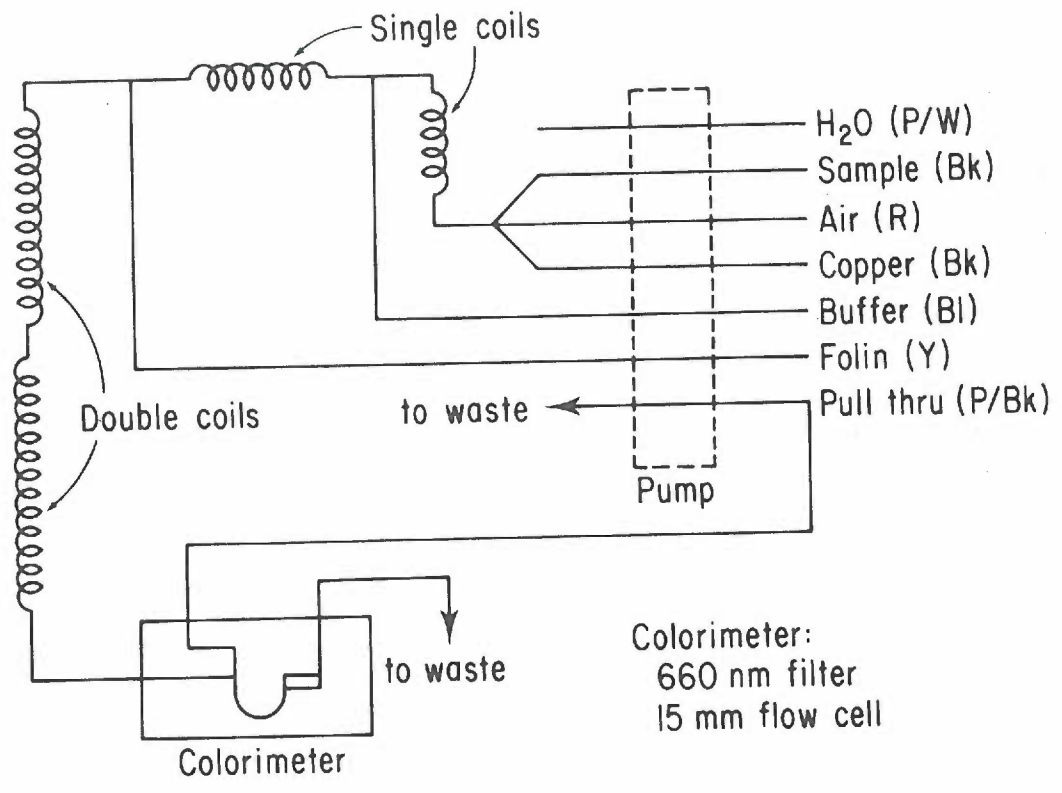 Single coils
H₂O (P/W)
Sample (Bk)
Air (R)
Copper (Bk)
Buffer (Bl)
Folin (Y)
Pull thru (P/Bk)
Double coils
to waste
Pump
to waste
Colorimeter:
660 nm filter
15 mm flow cell
Colorimeter